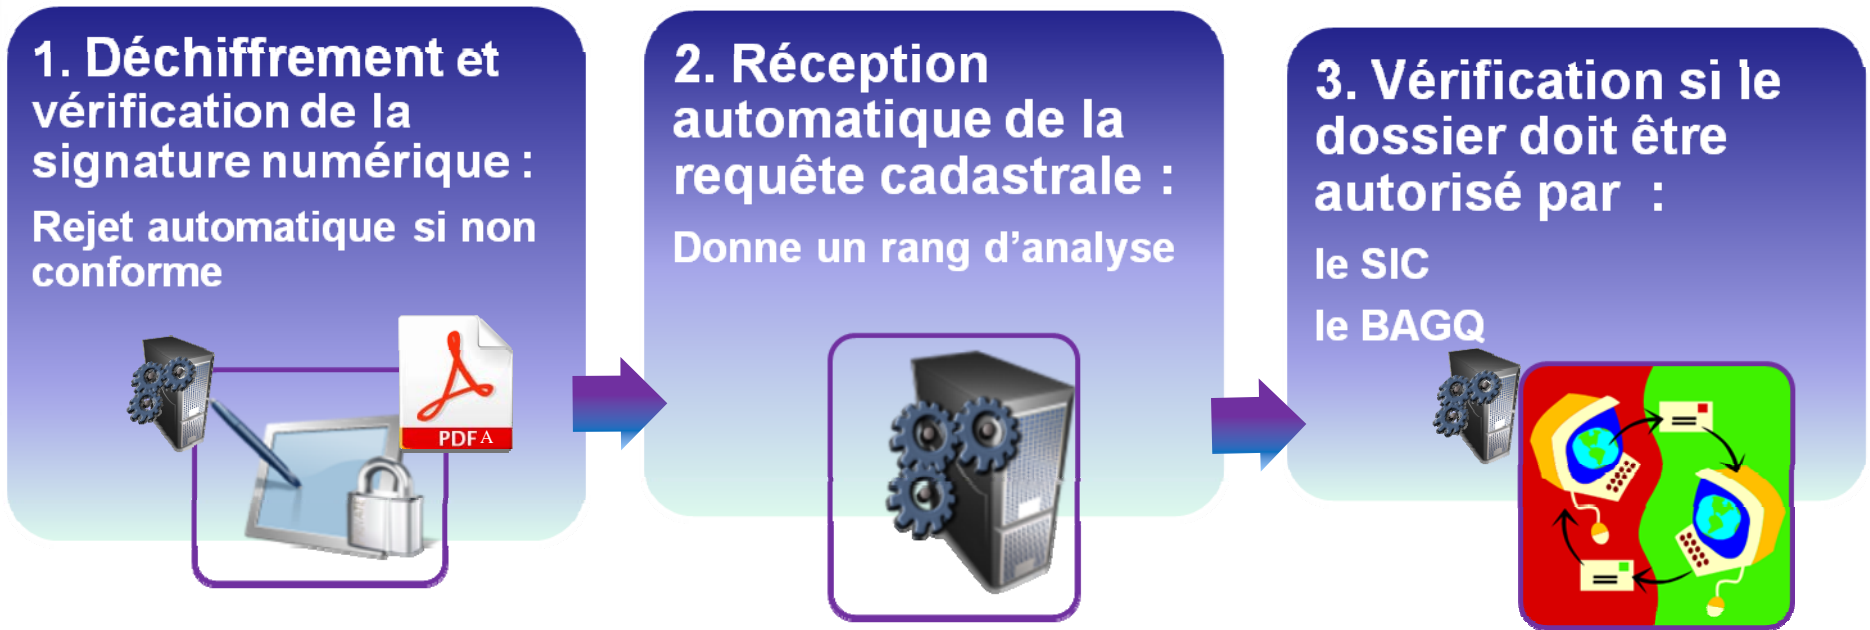 1. Déchiffrement et
vérification de la
signature numérique :
Rejet automatique si non
conforme
PDF A
2. Réception
automatique de la
requête cadastrale :
Donne un rang d’analyse
3. Vérification si le
dossier doit être
autorisé par :
le SIC
le BAGQ